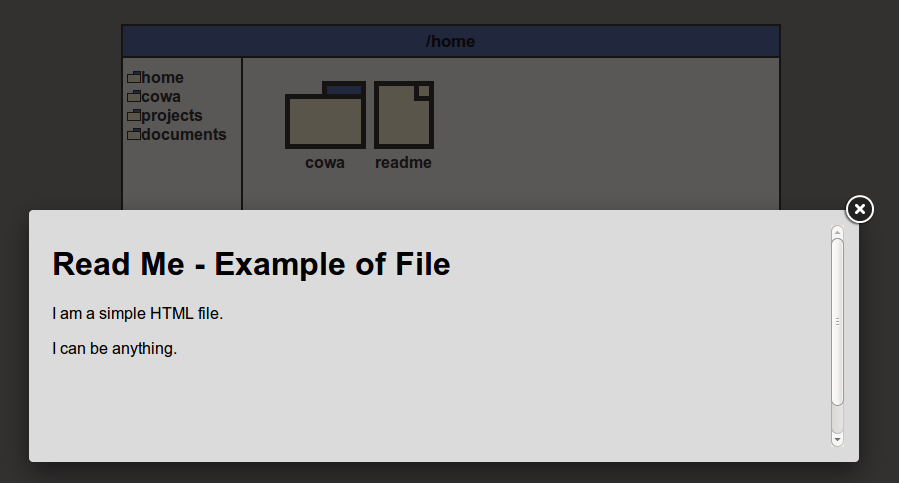 /home
home
cowa
projects
documents
cowa
readme
Read Me - Example of File
I am a simple HTML file.
I can be anything.